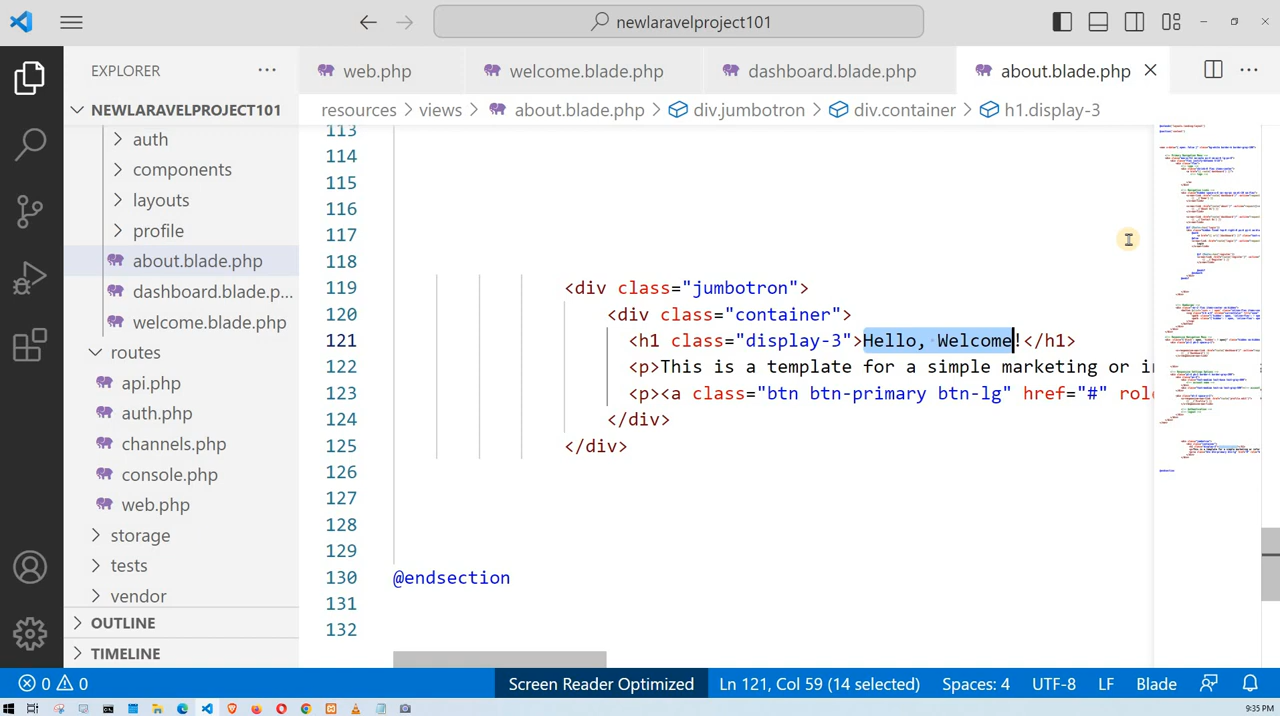 newlaravelproject101
EXPLORER
web.php
welcome.blade.php
dashboard.blade.php
about.blade.php
NEWLARAVELPROJECT101
resources > views > about.blade.php > div.jumbotron > div.container > h1.display-3
auth
components
layouts
profile
about.blade.php
dashboard.blade.p...
welcome.blade.php
routes
api.php
auth.php
channels.php
console.php
web.php
storage
tests
vendor
OUTLINE
TIMELINE
113
114
115
116
117
118
119 <div class="jumbotron">
120 <div class="container">
121 <h1 class="display-3">Hello, Welcome!</h1>
122 <p>This is a template for a simple marketing or in
123 <p><a class="btn btn-primary btn-lg" href="#" role
124 </div>
125 </div>
126
127
128
129
130 @endsection
131
132
0 0
Screen Reader Optimized
Ln 121, Col 59 (14 selected)
Spaces: 4
UTF-8
LF
Blade
9:35 PM